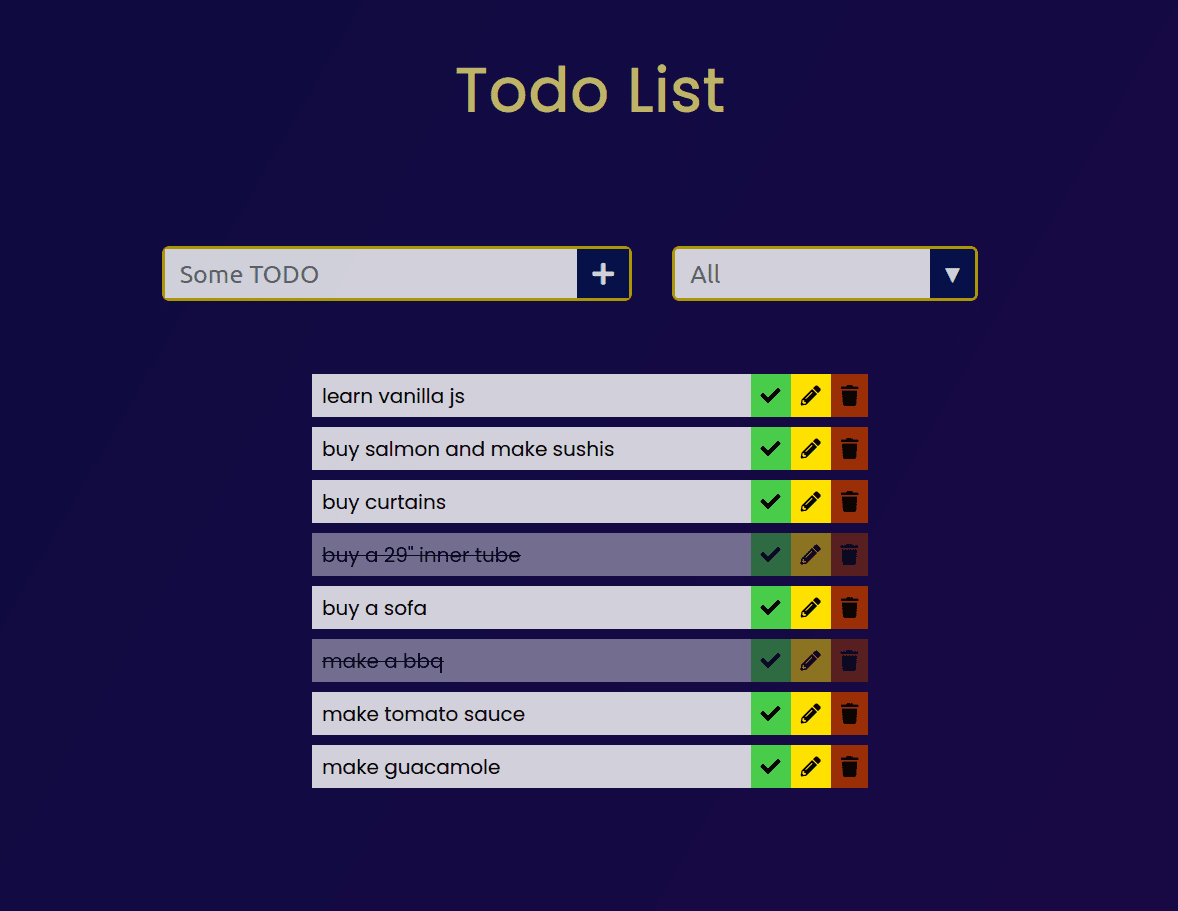 Todo List
Some TODO
All
learn vanilla js
buy salmon and make sushis
buy curtains
buy a 29" inner tube
buy a sofa
make a bbq
make tomato sauce
make guacamole